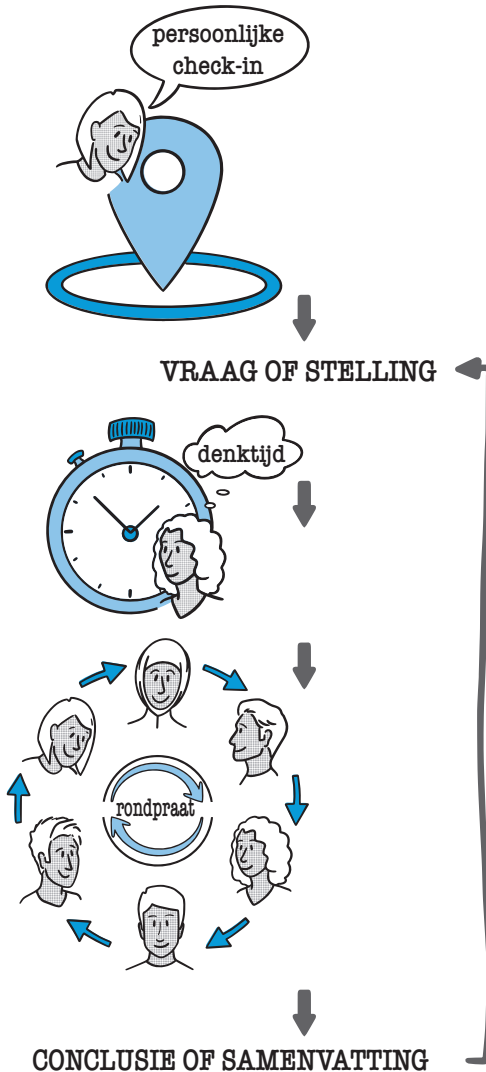 persoonlijke
check-in
VRAAG OF STELLING
denktijd
rondpraat
CONCLUSIE OF SAMENVATTING